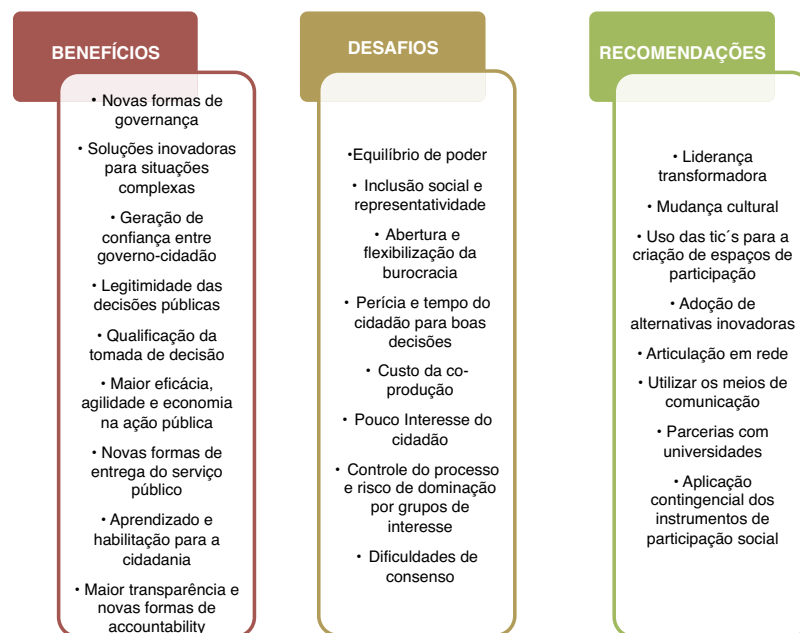 BENEFÍCIOS
• Novas formas de
governança
• Soluções inovadoras
para situações
complexas
• Geração de
confiança entre
governo-cidadão
• Legitimidade das
decisões públicas
• Qualificação da
tomada de decisão
• Maior eficácia,
agilidade e economia
na ação pública
• Novas formas de
entrega do serviço
público
• Aprendizado e
habilitação para a
cidadania
• Maior transparência e
novas formas de
accountability
DESAFIOS
•Equilíbrio de poder
• Inclusão social e
representatividade
• Abertura e
flexibilização da
burocracia
• Perícia e tempo do
cidadão para boas
decisões
• Custo da co-
produção
• Pouco Interesse do
cidadão
• Controle do processo
e risco de dominação
por grupos de
interesse
• Dificuldades de
consenso
RECOMENDAÇÕES
• Liderança
transformadora
• Mudança cultural
• Uso das tic´s para a
criação de espaços de
participação
• Adoção de
alternativas inovadoras
• Articulação em rede
• Utilizar os meios de
comunicação
• Parcerias com
universidades
• Aplicação
contingencial dos
instrumentos de
participação social